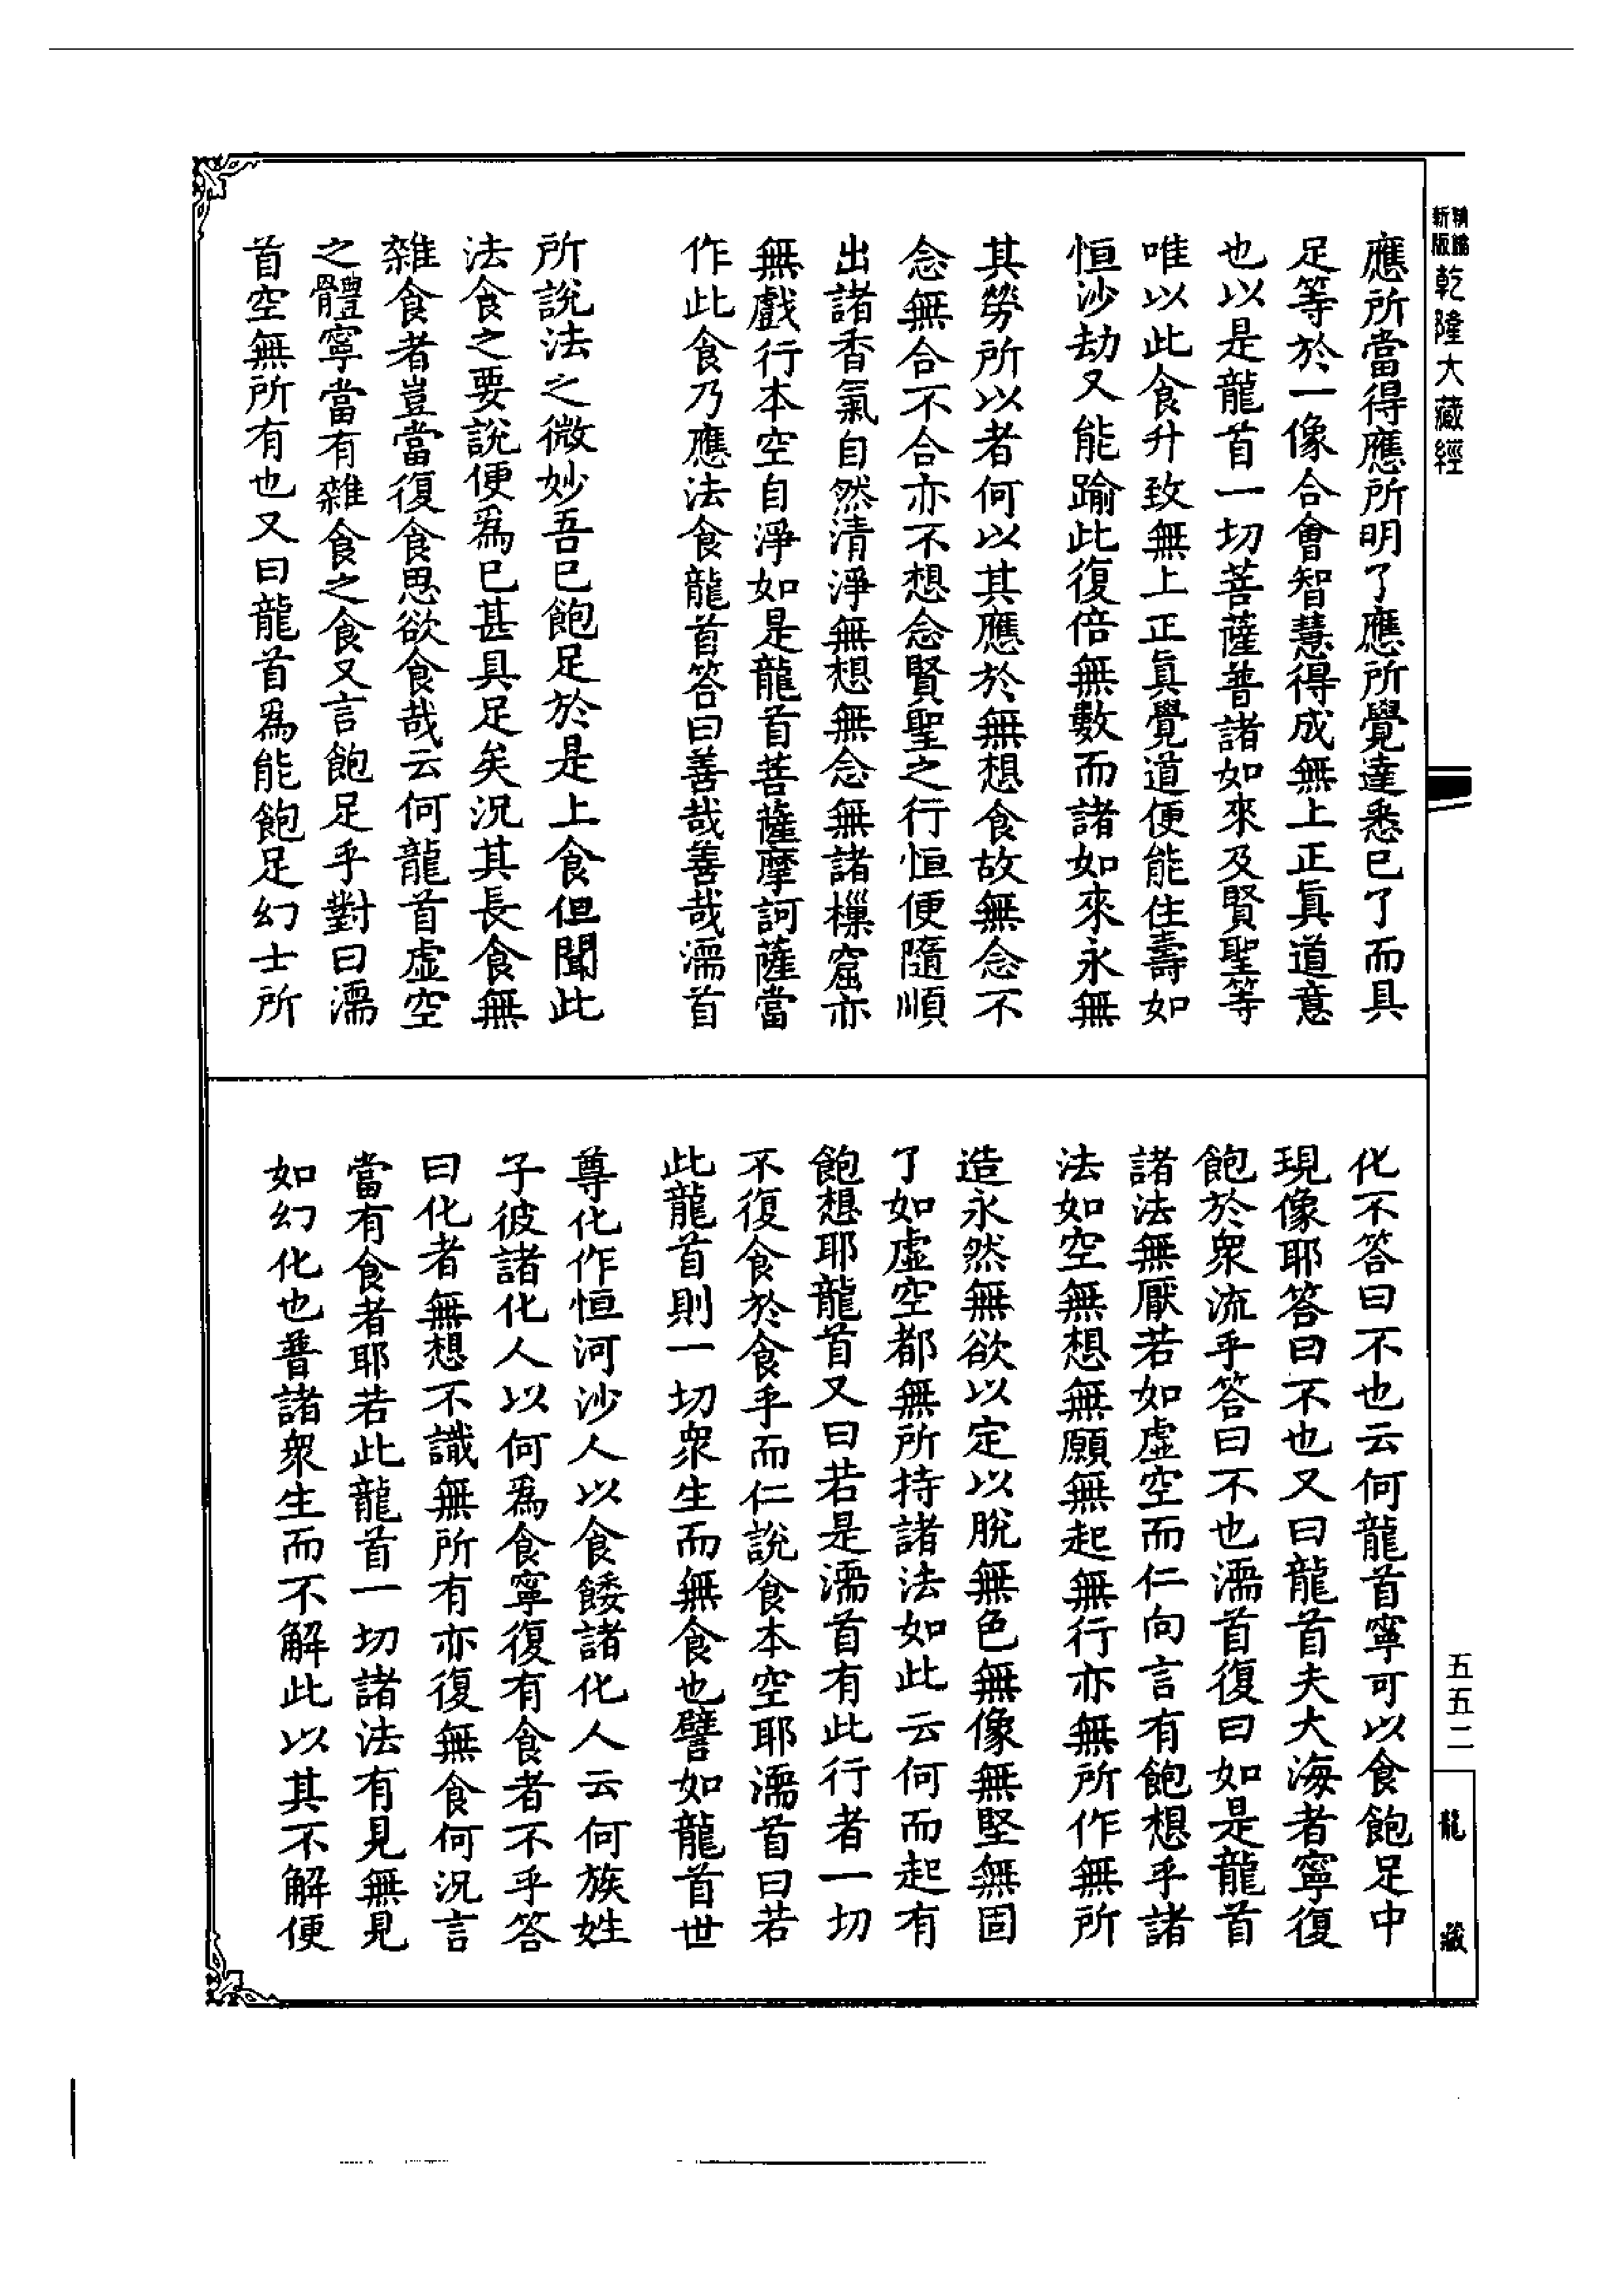 精編新版乾隆大藏經
應所當得應所明了應所覺達悉已了而具
足等於一像合會智慧得成無上正眞道意
也以是龍首一切菩薩普諸如來及賢聖等
唯以此食升致無上正眞覺道便能住壽如
恒沙劫又能踰此復倍無數而諸如來永無
其勞所以者何以其應於無想食故無念不
念無合不合亦不想念賢聖之行恒便隨順
出諸香氣自然清淨無想無念無諸樔窟亦
無戲行本空自淨如是龍首菩薩摩訶薩當
作此食乃應法食龍首答曰善哉善哉濡首
所說法之微妙吾已飽足於是上食但聞此
法食之要說便爲已甚具足矣況其長食無
雜食者豈當復食思欲食哉云何龍首虛空
之體寧當有雜食之食又言飽足乎對曰濡
首空無所有也又曰龍首爲能飽足幻士所
化不答曰不也云何龍首寧可以食飽足中
現像耶答曰不也又曰龍首夫大海者寧復
飽於衆流乎答曰不也濡首復曰如是龍首
諸法無厭若如虛空而仁向言有飽想乎諸
法如空無想無願無起無行亦無所作無所
造永然無欲以定以脫無色無像無堅無固
了如虛空都無所持諸法如此云何而起有
飽想耶龍首又曰若是濡首有此行者一切
不復食於食乎而仁說食本空耶濡首曰若
此龍首則一切衆生而無食也譬如龍首世
尊化作恒河沙人以食餧諸化人云何族姓
子彼諸化人以何爲食寧復有食者不乎答
曰化者無想不識無所有亦復無食何況言
當有食者耶若此龍首一切諸法有見無見
如幻化也普諸衆生而不解此以其不解便
五五二
龍藏